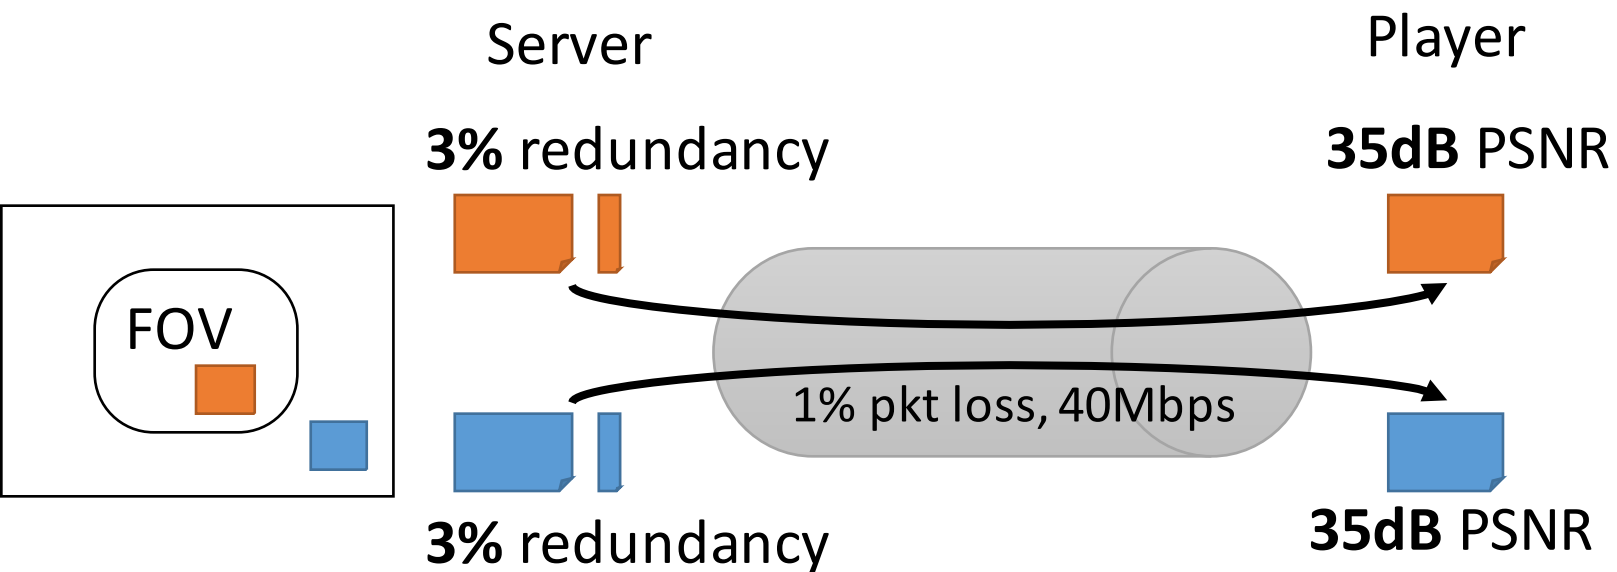 Server
Player
3% redundancy
35dB PSNR
FOV
1% pkt loss, 40Mbps
3% redundancy
35dB PSNR